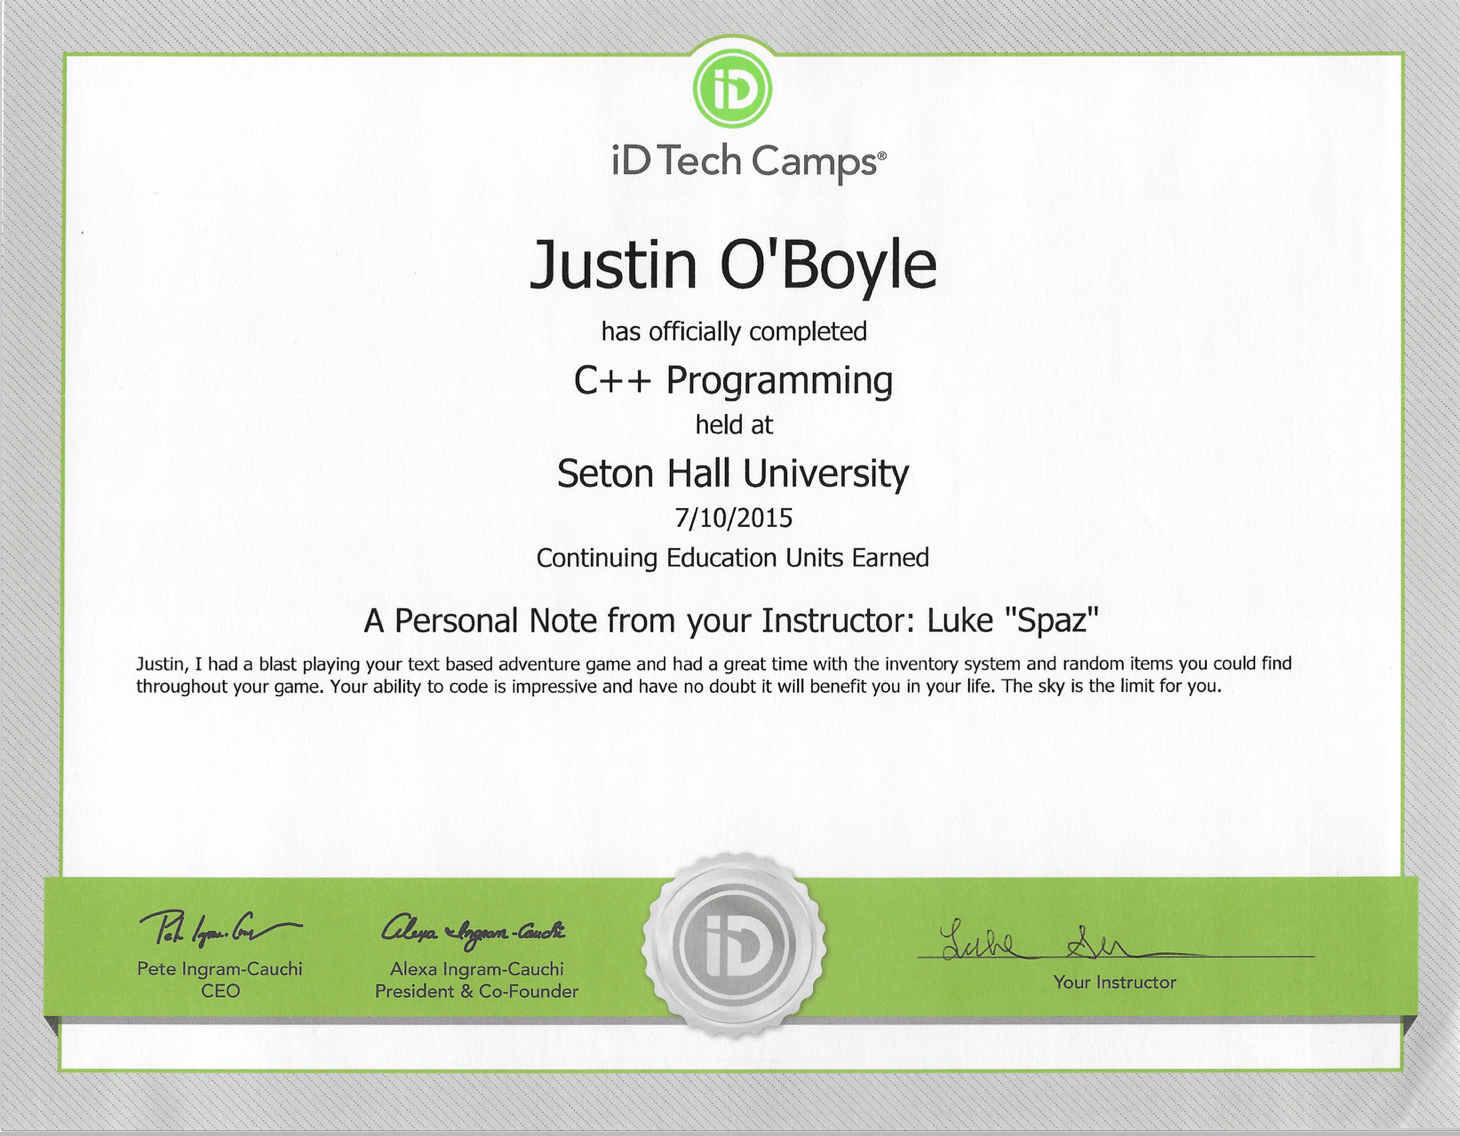 iD
iD Tech Camps®
Justin O'Boyle
has officially completed
C++ Programming
held at
Seton Hall University
7/10/2015
Continuing Education Units Earned
A Personal Note from your Instructor: Luke "Spaz"
Justin, I had a blast playing your text based adventure game and had a great time with the inventory system and random items you could find
throughout your game. Your ability to code is impressive and have no doubt it will benefit you in your life. The sky is the limit for you.
Alexa Ingram-Cauchi
Luke
Pete Ingram-Cauchi
CEO
Alexa Ingram-Cauchi
President & Co-Founder
iD
Your Instructor